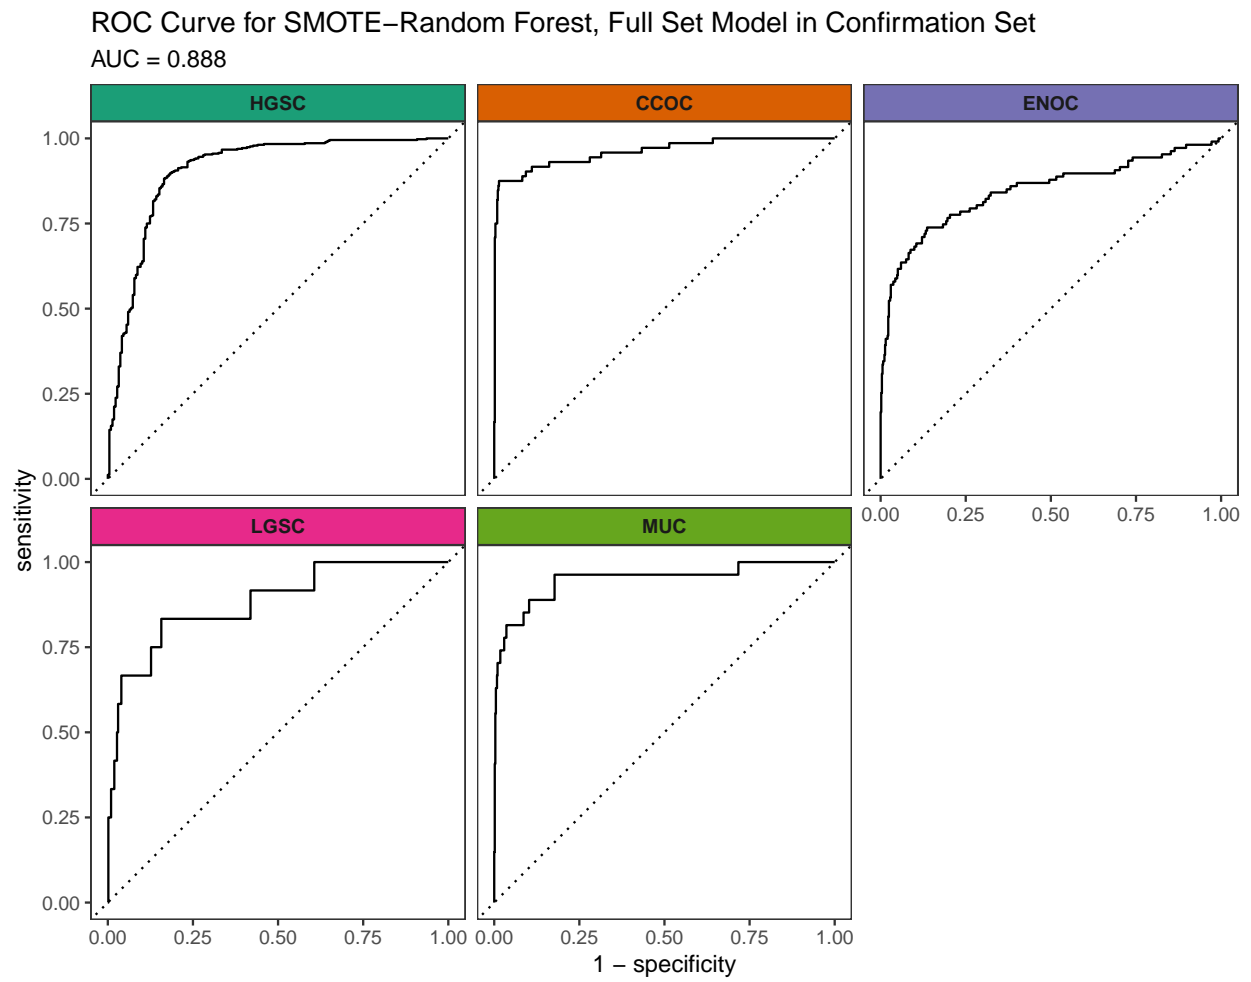 ROC Curve for SMOTE−Random Forest, Full Set Model in Confirmation Set
AUC = 0.888
HGSC CCOC ENOC
1.00
0.75
0.50
0.25
0.00
0.00 0.25 0.50 0.75 1.00
LGSC MUC
sensitivity
1.00
0.75
0.50
0.25
0.00
0.00 0.25 0.50 0.75 1.00 0.00 0.25 0.50 0.75 1.00
1 − specificity